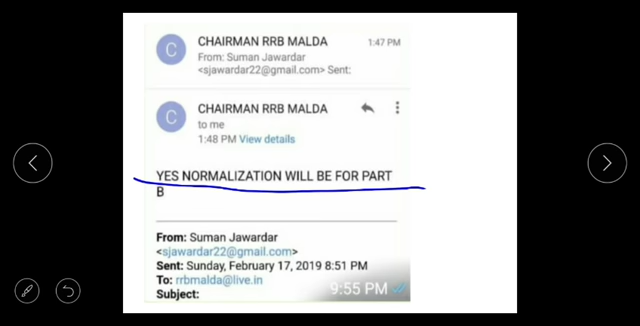 C
CHAIRMAN RRB MALDA 1:47 PM
From: Suman Jawardar
<sjawardar22@gmail.com> Sent:
C
CHAIRMAN RRB MALDA
to me
1:48 PM View details
YES NORMALIZATION WILL BE FOR PART
B
From: Suman Jawardar
<sjawardar22@gmail.com>
Sent: Sunday, February 17, 2019 8:51 PM
To: rrbmalda@live.in
Subject:
9:55 PM